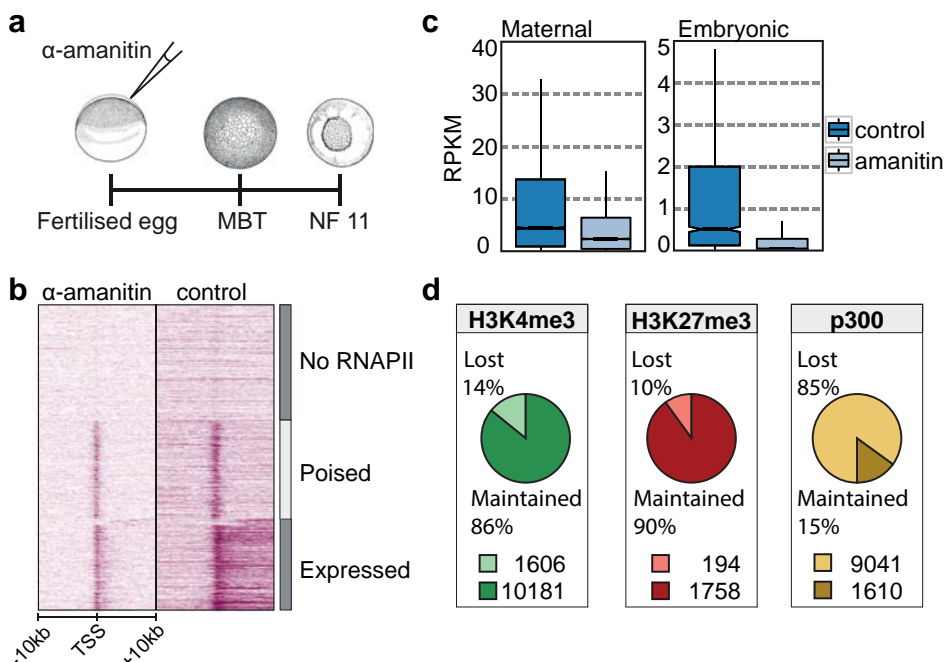 a
α-amanitin
Fertilised egg
MBT
NF 11
b
α-amanitin
control
No RNAPII
Poised
Expressed
-10kb
TSS
+10kb
c
Maternal
Embryonic
RPKM
40
30
20
10
0
5
4
3
2
1
0
control
amanitin
d
H3K4me3
Lost
14%
Maintained
86%
1606
10181
H3K27me3
Lost
10%
Maintained
90%
194
1758
p300
Lost
85%
Maintained
15%
9041
1610